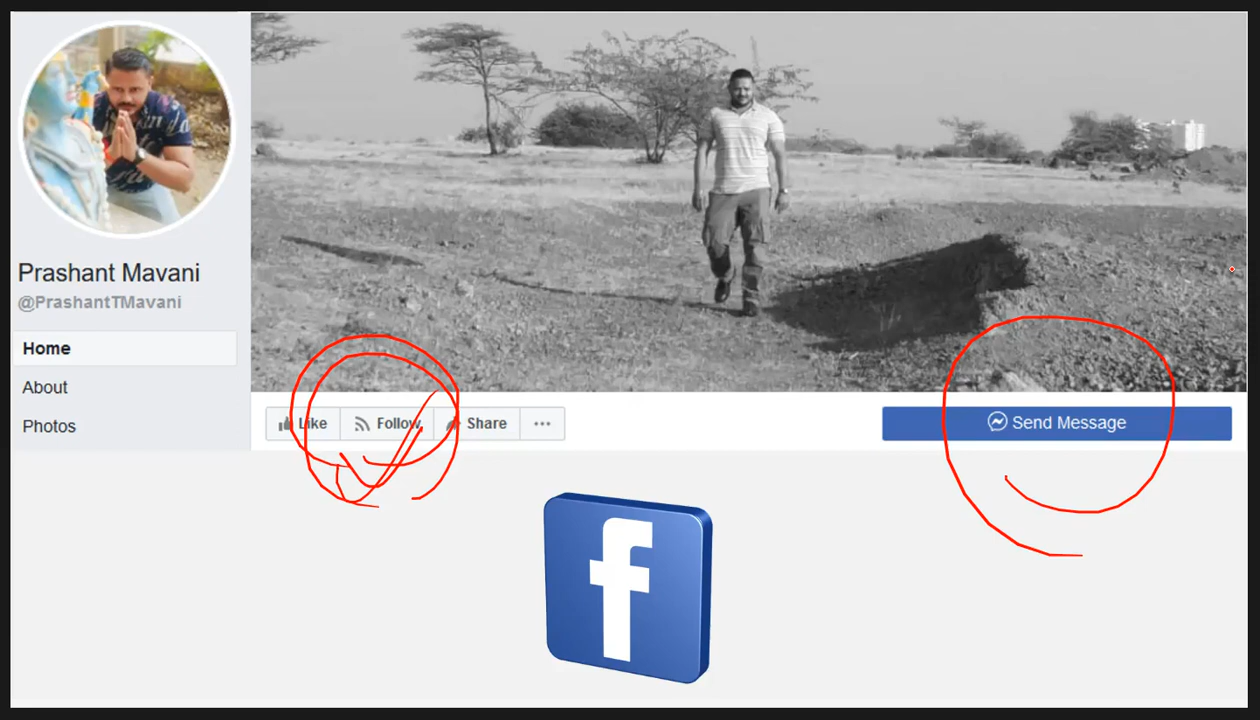 Prashant Mavani
@PrashantTMavani
Home
About
Photos
Like Follow Share ...
Send Message
f